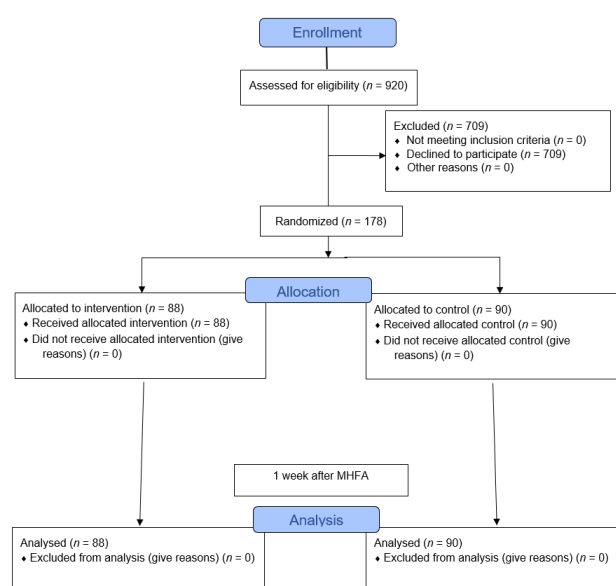 Enrollment
Assessed for eligibility (n = 920)
Excluded (n = 709)
♦ Not meeting inclusion criteria (n = 0)
♦ Declined to participate (n = 709)
♦ Other reasons (n = 0)
Randomized (n = 178)
Allocation
Allocated to intervention (n = 88)
♦ Received allocated intervention (n = 88)
♦ Did not receive allocated intervention (give
reasons) (n = 0)
Allocated to control (n = 90)
♦ Received allocated control (n = 90)
♦ Did not receive allocated control (give
reasons) (n = 0)
1 week after MHFA
Analysis
Analysed (n = 88)
♦ Excluded from analysis (give reasons) (n = 0)
Analysed (n = 90)
♦ Excluded from analysis (give reasons) (n = 0)